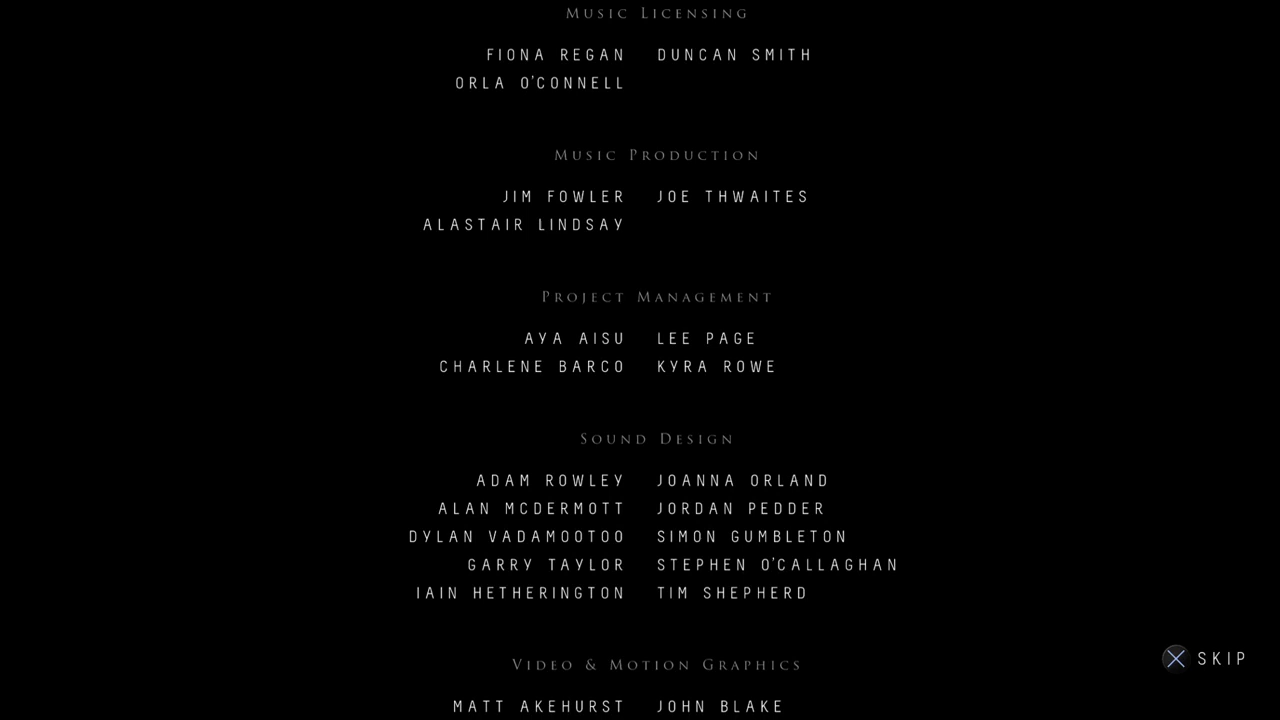 MUSIC LICENSING
FIONA REGAN DUNCAN SMITH
ORLA O'CONNELL
MUSIC PRODUCTION
JIM FOWLER JOE THWAITES
ALASTAIR LINDSAY
PROJECT MANAGEMENT
AYA AISU LEE PAGE
CHARLENE BARCO KYRA ROWE
SOUND DESIGN
ADAM ROWLEY JOANNA ORLAND
ALAN MCDERMOTT JORDAN PEDDER
DYLAN VADAMOOTOO SIMON GUMBLETON
GARRY TAYLOR STEPHEN O'CALLAGHAN
IAIN HETHERINGTON TIM SHEPHERD
SKIP
VIDEO & MOTION GRAPHICS
MATT AKEHURST JOHN BLAKE